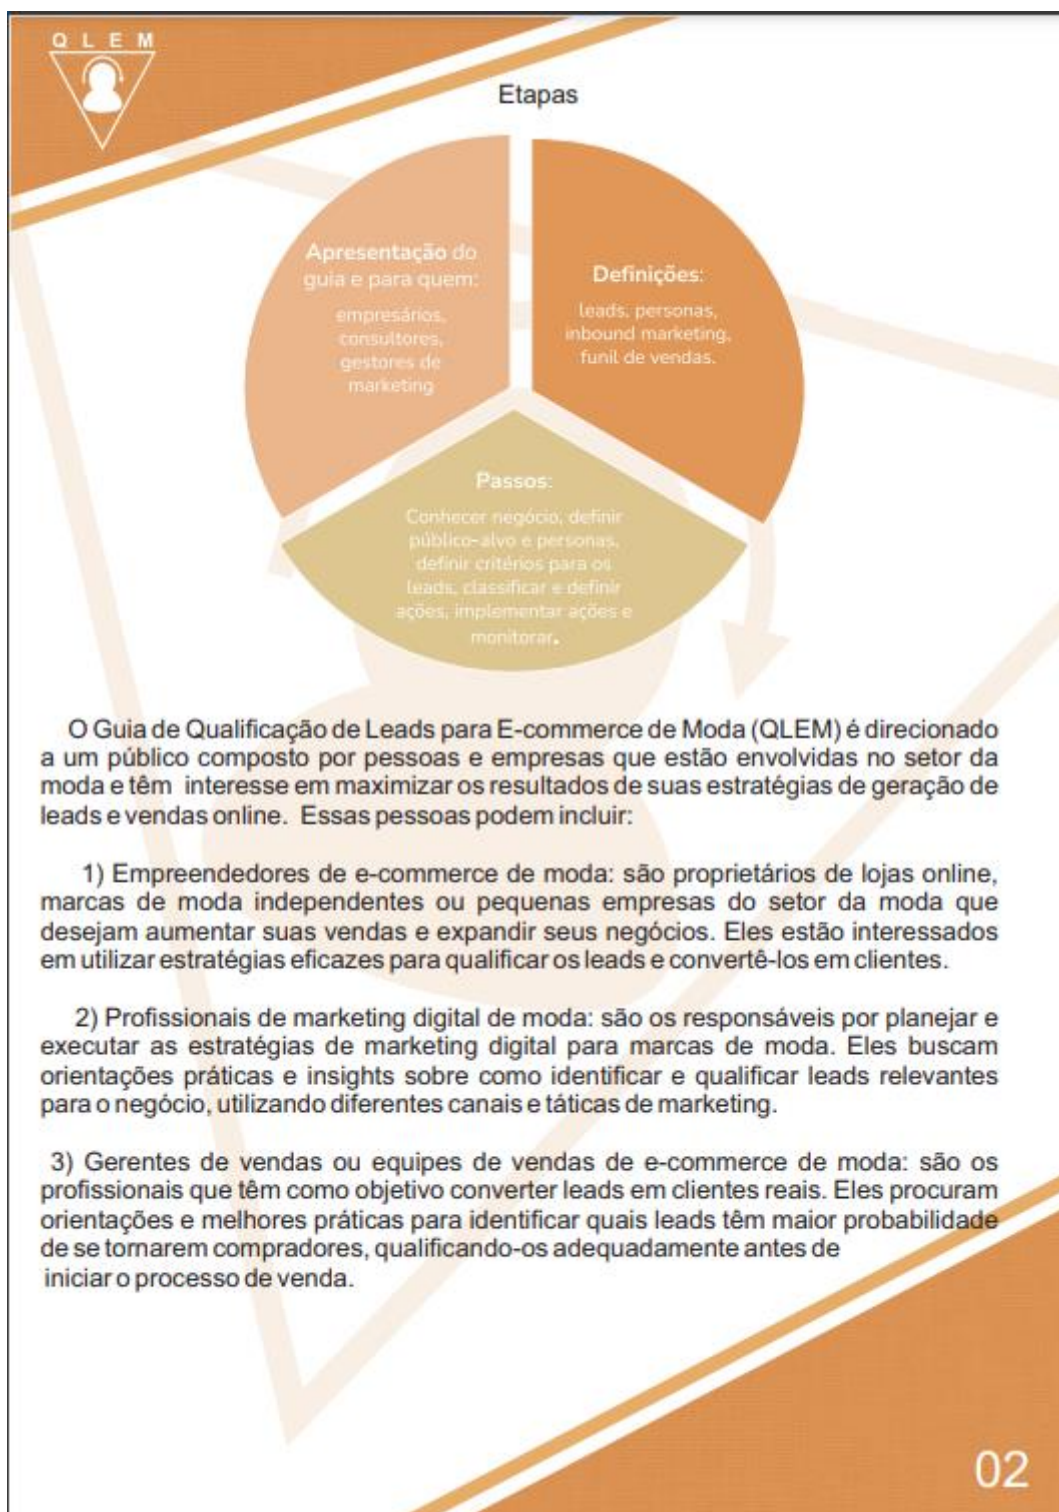 Q L E M
Etapas
Apresentação do
guia e para quem:
empresários,
consultores,
gestores de
marketing
Definições:
leads, personas,
inbound marketing,
funil de vendas.
Passos:
Conhecer negócio, definir
público-alvo e personas,
definir critérios para os
leads, classificar e definir
ações, implementar ações e
monitorar.
O Guia de Qualificação de Leads para E-commerce de Moda (QLEM) é direcionado
a um público composto por pessoas e empresas que estão envolvidas no setor da
moda e têm interesse em maximizar os resultados de suas estratégias de geração de
leads e vendas online. Essas pessoas podem incluir:
1) Empreendedores de e-commerce de moda: são proprietários de lojas online,
marcas de moda independentes ou pequenas empresas do setor da moda que
desejam aumentar suas vendas e expandir seus negócios. Eles estão interessados
em utilizar estratégias eficazes para qualificar os leads e convertê-los em clientes.
2) Profissionais de marketing digital de moda: são os responsáveis por planejar e
executar as estratégias de marketing digital para marcas de moda. Eles buscam
orientações práticas e insights sobre como identificar e qualificar leads relevantes
para o negócio, utilizando diferentes canais e táticas de marketing.
3) Gerentes de vendas ou equipes de vendas de e-commerce de moda: são os
profissionais que têm como objetivo converter leads em clientes reais. Eles procuram
orientações e melhores práticas para identificar quais leads têm maior probabilidade
de se tornarem compradores, qualificando-os adequadamente antes de
iniciar o processo de venda.
02